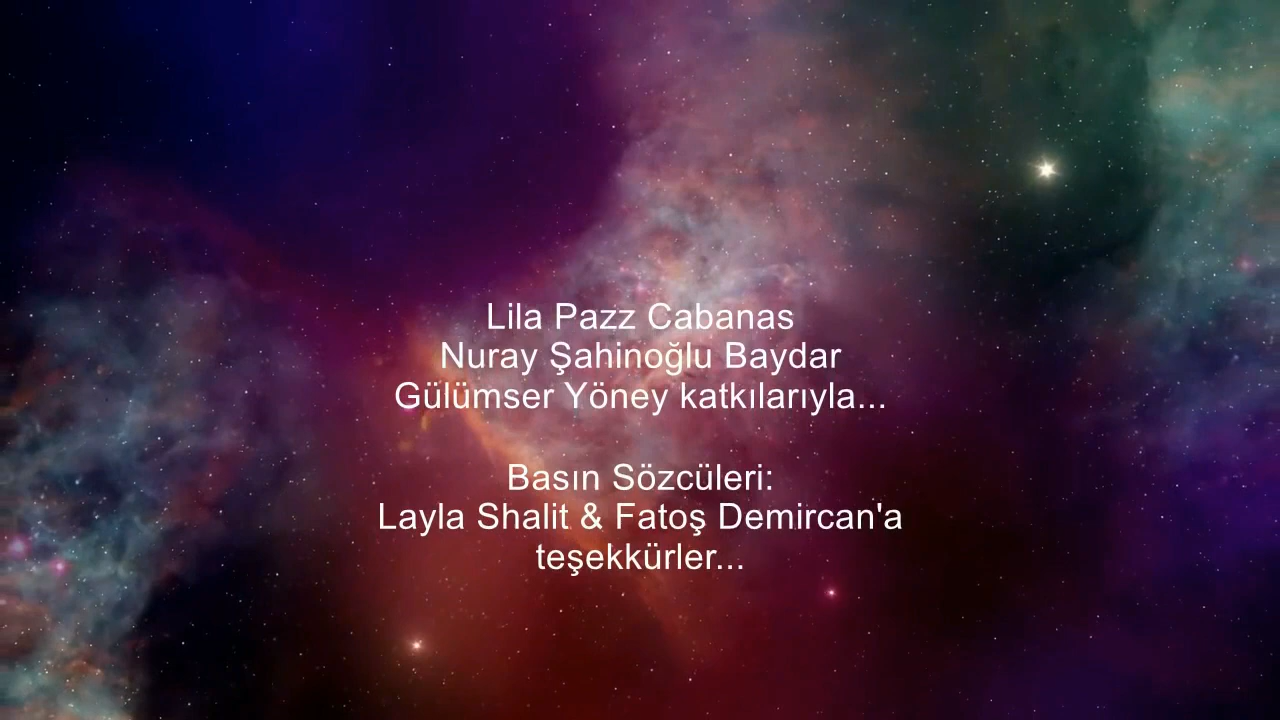 Lila Pazz Cabanas
Nuray Şahinoğlu Baydar
Gülümser Yöney katkılarıyla...
Basın Sözcüleri:
Layla Shalit & Fatoş Demircan'a
teşekkürler...